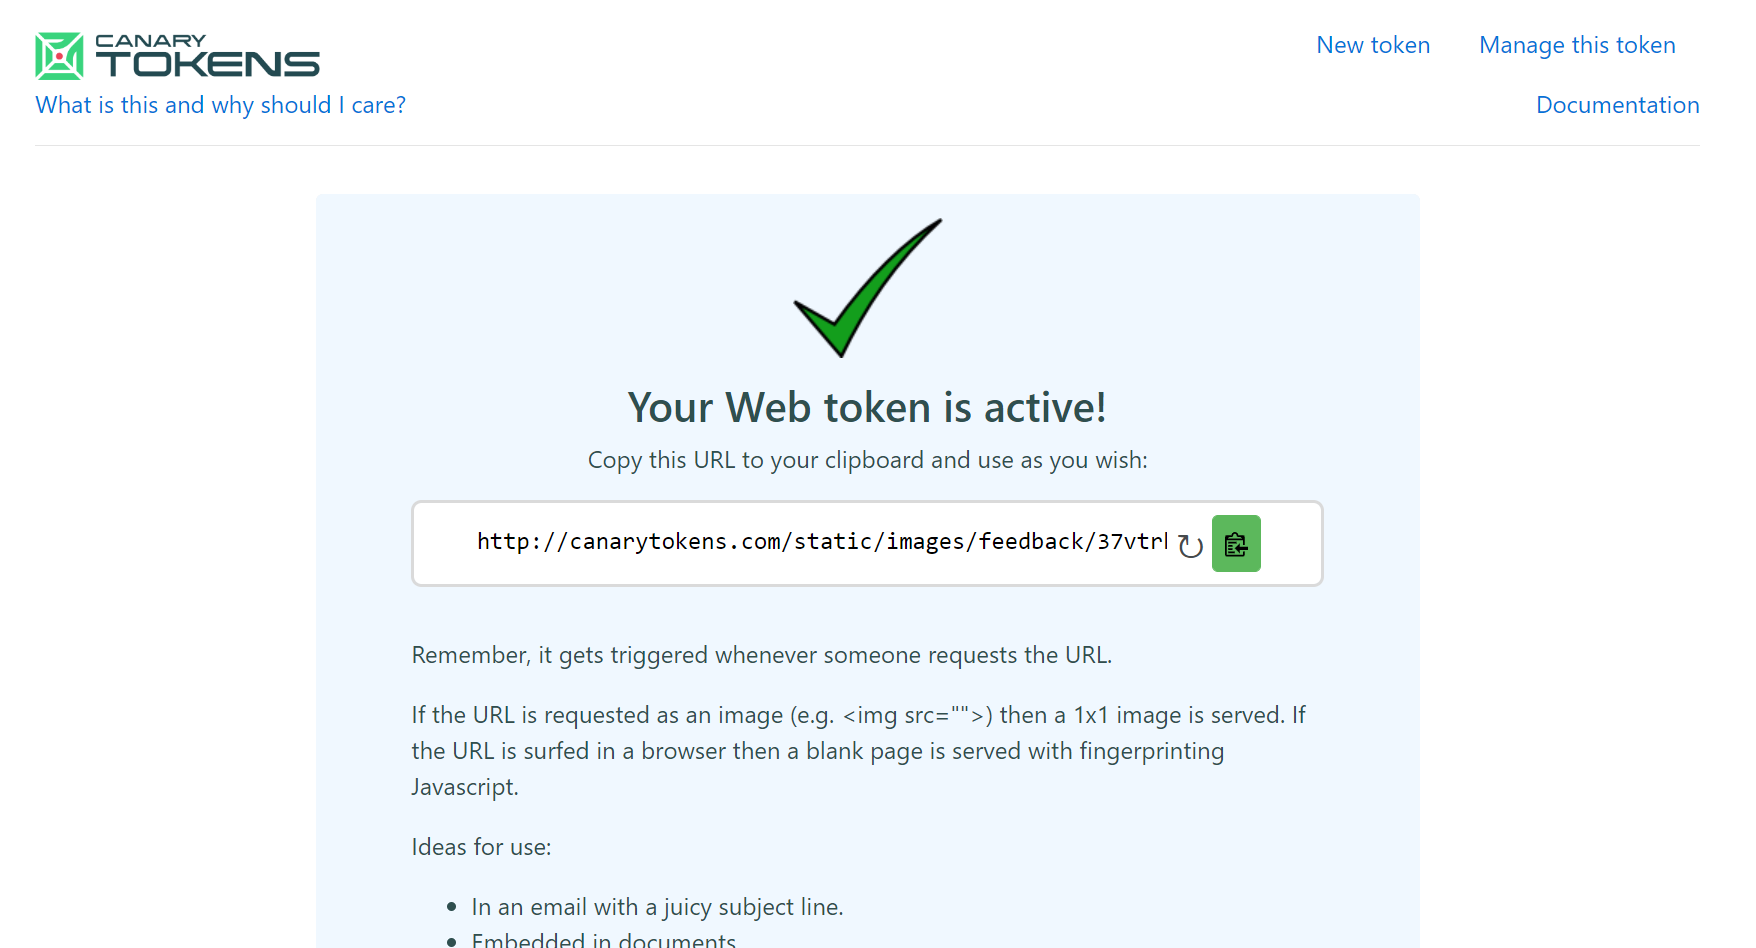 CANARY
TOKENS
New token
Manage this token
What is this and why should I care?
Documentation
Your Web token is active!
Copy this URL to your clipboard and use as you wish:
http://canarytokens.com/static/images/feedback/37vtr
Remember, it gets triggered whenever someone requests the URL.
If the URL is requested as an image (e.g. <img src="">) then a 1x1 image is served. If
the URL is surfed in a browser then a blank page is served with fingerprinting
Javascript.
Ideas for use:
In an email with a juicy subject line.
Embedded in documents.